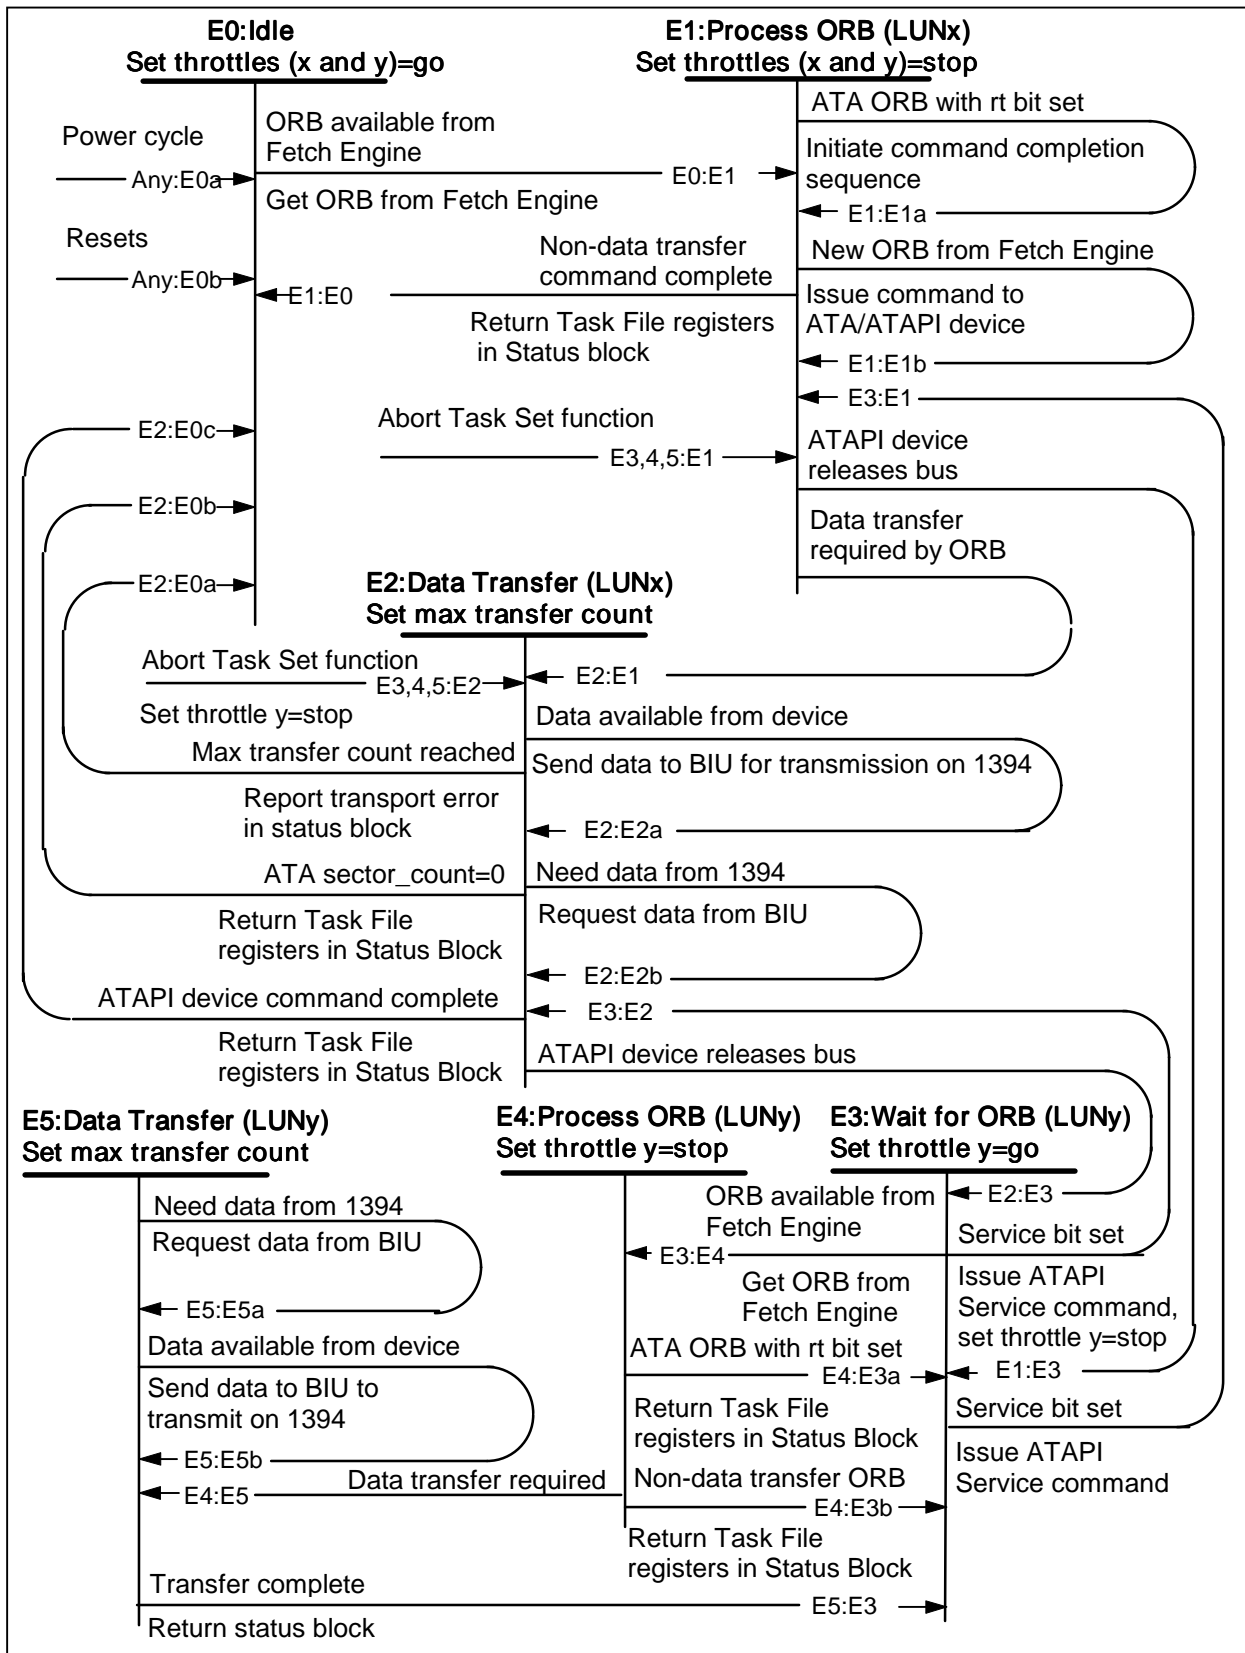 E0:Idle
Set throttles (x and y)=go
E1:Process ORB (LUNx)
Set throttles (x and y)=stop
Power cycle
Any:E0a
ORB available from
Fetch Engine
E0:E1
Get ORB from Fetch Engine
ATA ORB with rt bit set
Initiate command completion
sequence
E1:E1a
Resets
Any:E0b
Non-data transfer
command complete
E1:E0
Return Task File registers
in Status block
New ORB from Fetch Engine
Issue command to
ATA/ATAPI device
E1:E1b
E3:E1
Abort Task Set function
E3,4,5:E1
ATAPI device
releases bus
Data transfer
required by ORB
E2:E0c
E2:E0b
E2:E0a
E2:Data Transfer (LUNx)
Set max transfer count
Abort Task Set function
E3,4,5:E2
E2:E1
Set throttle y=stop
Data available from device
Max transfer count reached
Send data to BIU for transmission on 1394
Report transport error
in status block
E2:E2a
ATA sector_count=0
Need data from 1394
Return Task File
registers in Status Block
Request data from BIU
E2:E2b
ATAPI device command complete
E3:E2
Return Task File
registers in Status Block
ATAPI device releases bus
E5:Data Transfer (LUNy)
Set max transfer count
E4:Process ORB (LUNy)
Set throttle y=stop
E3:Wait for ORB (LUNy)
Set throttle y=go
Need data from 1394
Request data from BIU
E5:E5a
ORB available from
Fetch Engine
E2:E3
E3:E4
Service bit set
Get ORB from
Fetch Engine
Issue ATAPI
Service command,
set throttle y=stop
Data available from device
ATA ORB with rt bit set
E4:E3a
E1:E3
Send data to BIU to
transmit on 1394
Return Task File
registers in Status Block
Service bit set
E5:E5b
Data transfer required
E4:E5
Non-data transfer ORB
E4:E3b
Issue ATAPI
Service command
Return Task File
registers in Status Block
Transfer complete
E5:E3
Return status block